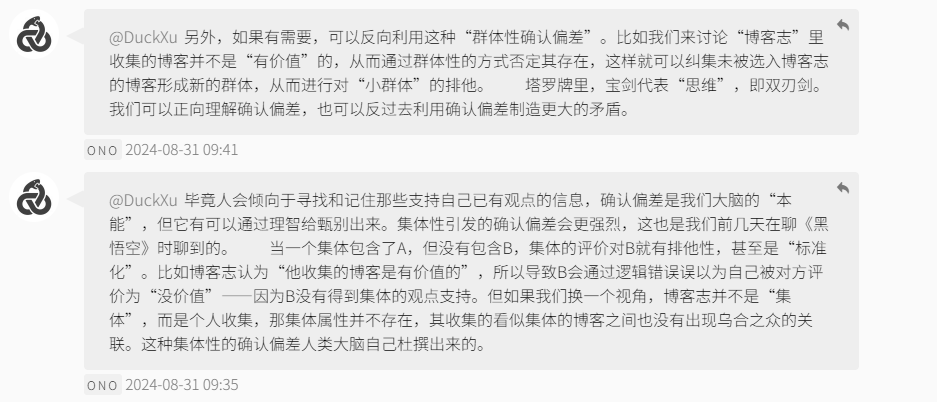 @DuckXu 另外，如果有需要，可以反向利用这种“群体性确认偏差”。比如我们来讨论“博客志”里
收集的博客并不是“有价值”的，从而通过群体性的方式否定其存在，这样就可以纠集未被选入博客志
的博客形成新的群体，从而进行对“小群体”的排他。　　塔罗牌里，宝剑代表“思维”，即双刃剑。
我们可以正向理解确认偏差，也可以反过去利用确认偏差制造更大的矛盾。
ONO 2024-08-31 09:41
@DuckXu 毕竟人会倾向于寻找和记住那些支持自己已有观点的信息，确认偏差是我们大脑的“本
能”，但它有可以通过理智给甄别出来。集体性引发的确认偏差会更强烈，这也是我们前几天在聊《黑
悟空》时聊到的。　　当一个集体包含了A，但没有包含B，集体的评价对B就有排他性，甚至是“标准
化”。比如博客志认为“他收集的博客是有价值的”，所以导致B会通过逻辑错误误以为自己被对方评
价为“没价值”——因为B没有得到集体的观点支持。但如果我们换一个视角，博客志并不是“集
体”，而是个人收集，那集体属性并不存在，其收集的看似集体的博客之间也没有出现乌合之众的关
联。这种集体性的确认偏差人类大脑自己杜撰出来的。
ONO 2024-08-31 09:35